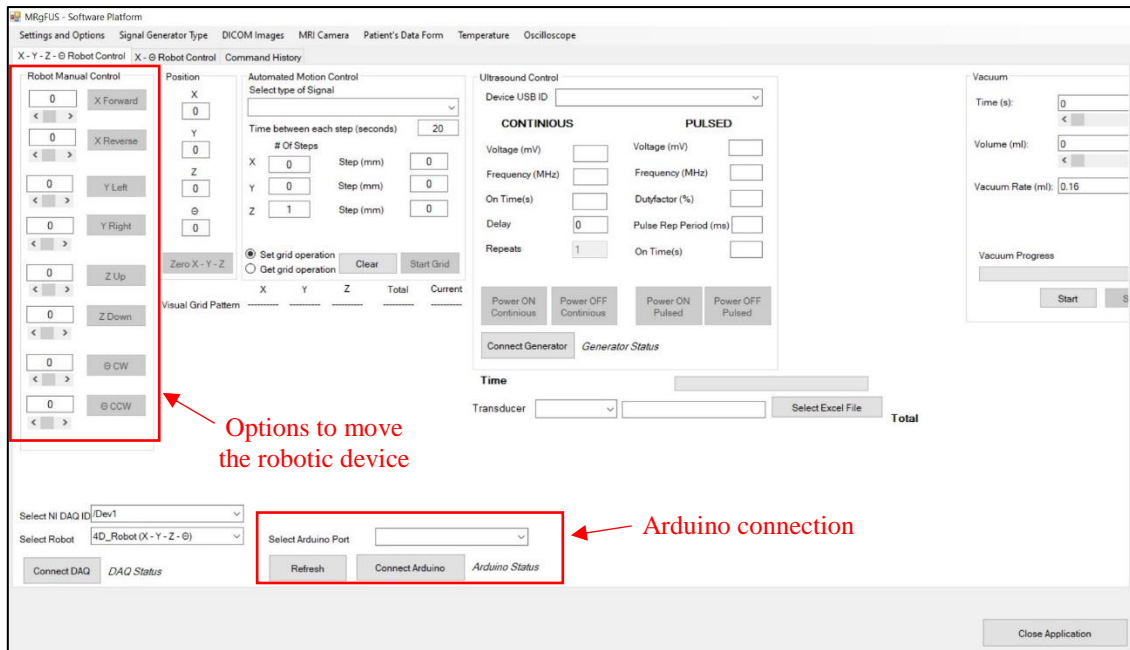 MRgFUS - Software Platform
Settings and Options Signal Generator Type DICOM Images MRI Camera Patient's Data Form Temperature Oscilloscope
X - Y - Z - Θ Robot Control X - Θ Robot Control Command History
Robot Manual Control
0 X Forward
0 X Reverse
0 Y Left
0 Y Right
0 Z Up
0 Z Down
0 Θ CW
0 Θ CCW
Position
X
0
Y
0
Z
0
Θ
0
Zero X - Y - Z
Automated Motion Control
Select type of Signal
Time between each step (seconds) 20
# Of Steps
X 0 Step (mm) 0
Y 0 Step (mm) 0
Z 1 Step (mm) 0
Set grid operation
Get grid operation Clear Start Grid
X Y Z Total Current
Visual Grid Pattern ---------- ---------- ---------- ---------- ----------
Ultrasound Control
Device USB ID
CONTINIOUS
Voltage (mV)
Frequency (MHz)
On Time(s)
Delay 0
Repeats 1
Power ON Continious
Power OFF Continious
PULSED
Voltage (mV)
Frequency (MHz)
Dutyfactor (%)
Pulse Rep Period (ms)
On Time(s)
Power ON Pulsed
Power OFF Pulsed
Connect Generator Generator Status
Time
Transducer Select Excel File Total
Vacuum
Time (s): 0
Volume (ml): 0
Vacuum Rate (ml): 0.16
Vacuum Progress
Start S
Options to move
the robotic device
Select NI DAQ ID /Dev1
Select Robot 4D_Robot (X - Y - Z - Θ)
Connect DAQ DAQ Status
Select Arduino Port
Refresh Connect Arduino Arduino Status
Arduino connection
Close Application